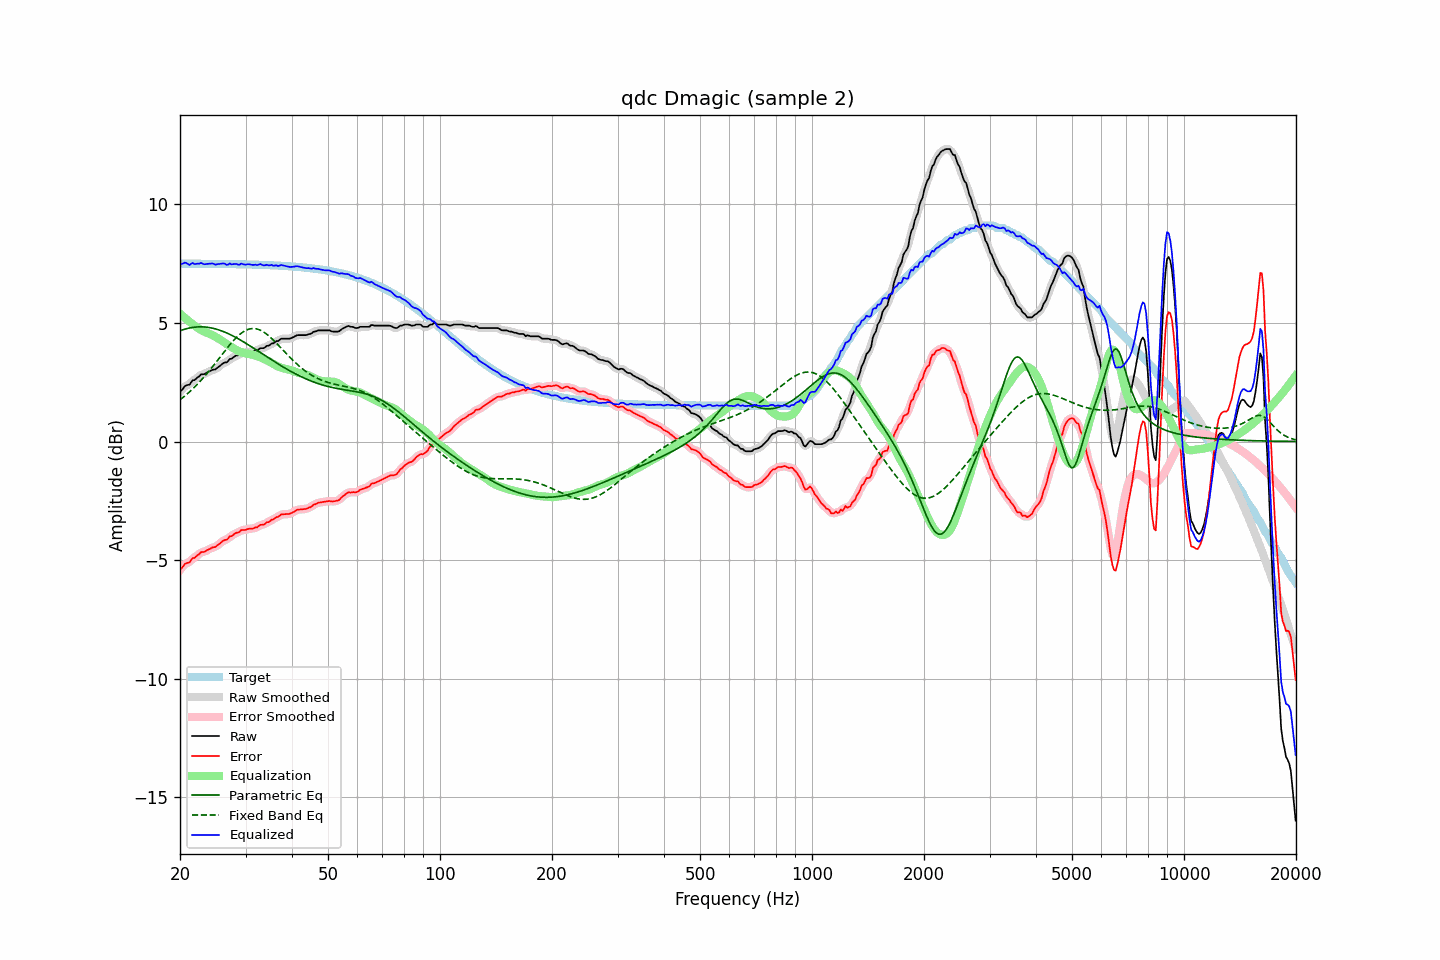 qdc Dmagic (sample 2)
Amplitude (dBr)
10
5
0
−5
−10
−15
Target
Raw Smoothed
Error Smoothed
Raw
Error
Equalization
Parametric Eq
Fixed Band Eq
Equalized
20 50 100 200 500 1000 2000 5000 10000 20000
Frequency (Hz)